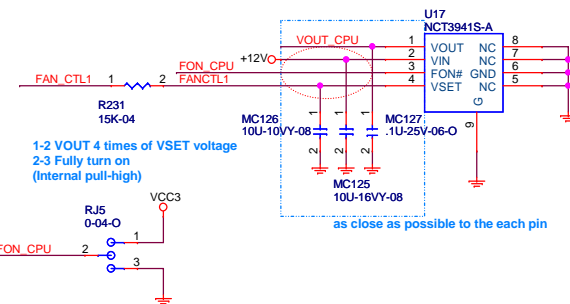 U17
NCT3941S-A
VOUT_CPU
1 VOUT NC 8
+12V
2 VIN NC 7
FON_CPU
3 FON# GND 6
FAN_CTL1 1 2 FANCTL1
4 VSET NC 5
G
9
R231
15K-04
1 1 1
MC126
10U-10VY-08
MC127
.1U-25V-06-O
2 2 2
MC125
10U-16VY-08
1-2 VOUT 4 times of VSET voltage
2-3 Fully turn on
(Internal pull-high)
as close as possible to the each pin
VCC3
RJ5
0-04-O
1
FON_CPU 2
3